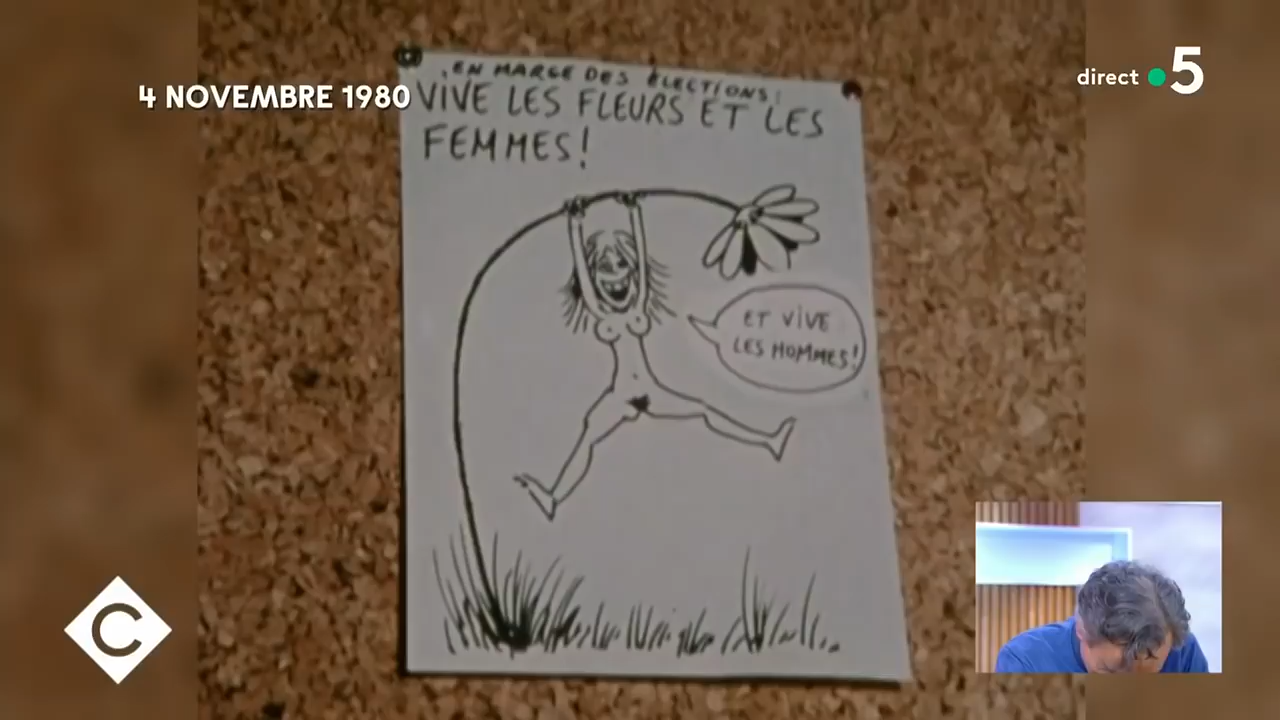 4 NOVEMBRE 1980
direct 5
EN MARGE DES ÉLECTIONS:
VIVE LES FLEURS ET LES
FEMMES!
ET VIVE
LES HOMMES!
C